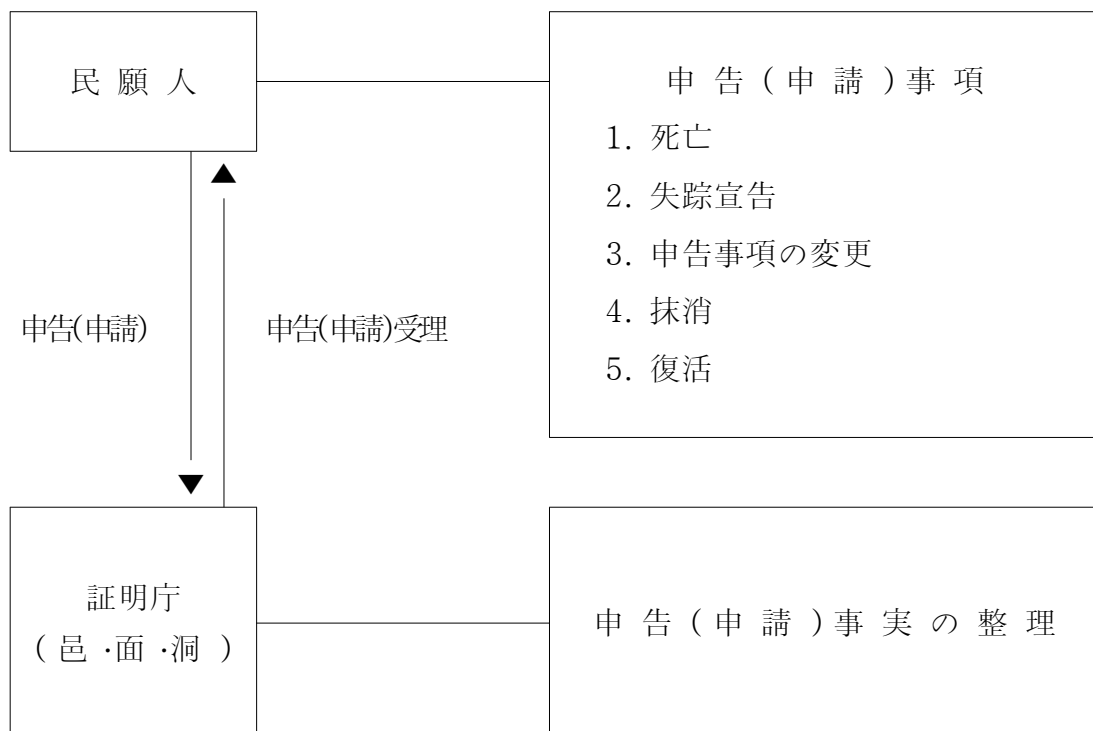 民願人
申告(申請)事項
1. 死亡
2. 失踪宣告
3. 申告事項の変更
4. 抹消
5. 復活
申告(申請)
申告(申請)受理
証明庁
(邑·面·洞)
申告(申請)事実の整理